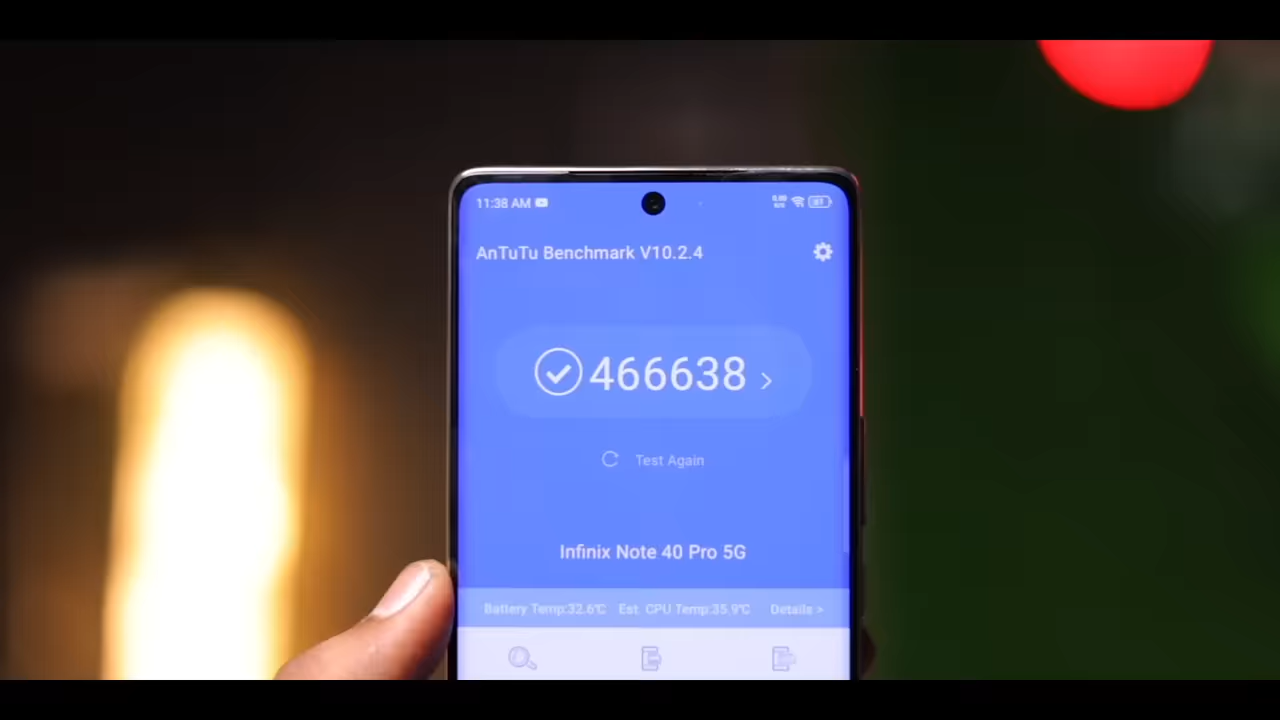 11:38 AM
AnTuTu Benchmark V10.2.4
466638 >
Test Again
Infinix Note 40 Pro 5G
Battery Temp:32.6℃ Est. CPU Temp:35.9℃ Details >